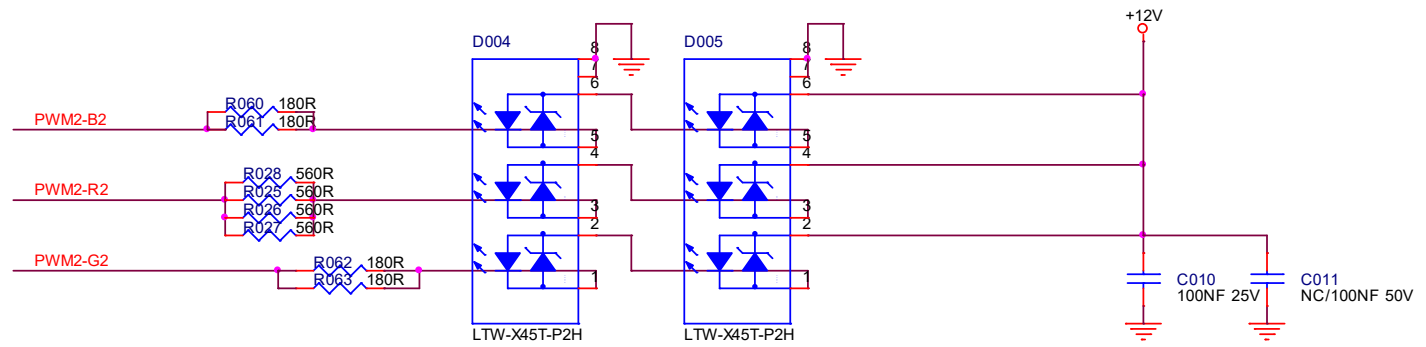 +12V
D004
D005
8
7
6
8
7
6
R060 180R
PWM2-B2
R061 180R
5
4
5
4
R028 560R
PWM2-R2
R025 560R
R026 560R
R027 560R
3
2
3
2
PWM2-G2
R062 180R
R063 180R
1
1
C010
100NF 25V
C011
NC/100NF 50V
LTW-X45T-P2H
LTW-X45T-P2H